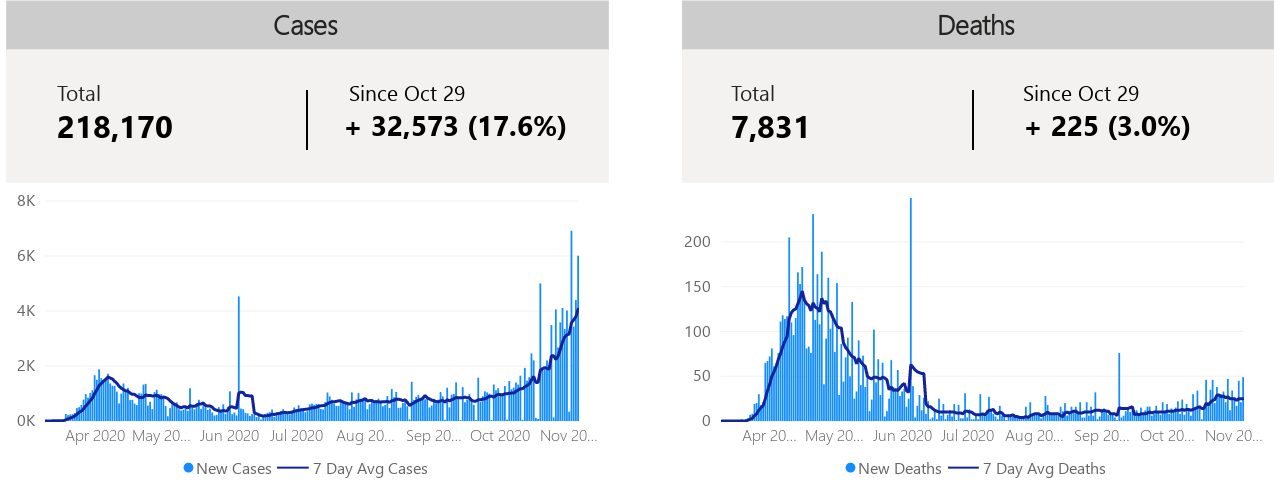 Cases
Total
218,170
Since Oct 29
+ 32,573 (17.6%)
8K
6K
4K
2K
0K
Apr 2020 May 20... Jun 2020 Jul 2020 Aug 20... Sep 20... Oct 2020 Nov 20...
New Cases 7 Day Avg Cases
Deaths
Total
7,831
Since Oct 29
+ 225 (3.0%)
200
150
100
50
0
Apr 20... May 20... Jun 2020 Jul 2020 Aug 20... Sep 20... Oct 20... Nov 20...
New Deaths 7 Day Avg Deaths